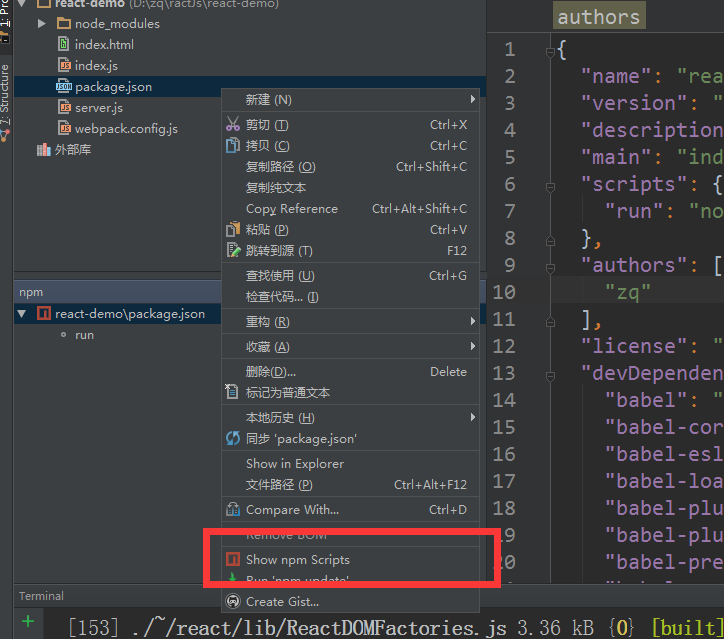 1: Pro
7: Structure
react-demo (D:\zq\ractJs\react-demo)
node_modules
index.html
index.js
package.json
server.js
webpack.config.js
外部库
npm
react-demo\package.json
run
新建 (N)
剪切 (T) Ctrl+X
拷贝 (C) Ctrl+C
复制路径 (O) Ctrl+Shift+C
复制纯文本
Copy Reference Ctrl+Alt+Shift+C
粘贴 (P) Ctrl+V
跳转到源 (T) F12
查找使用 (U) Ctrl+G
检查代码... (I)
重构 (R)
收藏 (A)
删除(D)... Delete
标记为普通文本
本地历史 (H)
同步 'package.json'
Show in Explorer
文件路径 (P) Ctrl+Alt+F12
Compare With... Ctrl+D
Remove BOM
Show npm Scripts
Run 'npm update'
Create Gist...
authors
1 {
2 "name": "rea
3 "version": "
4 "description
5 "main": "ind
6 "scripts": {
7 "run": "no
8 },
9 "authors": [
10 "zq"
11 ],
12 "license": "
13 "devDependen
14 "babel": "
15 "babel-cor
16 "babel-esl
17 "babel-loa
18 "babel-plu
19 "babel-plu
20 "babel-pre
Terminal
[153] ./~/react/lib/ReactDOMFactories.js 3.36 kB {0} [built]